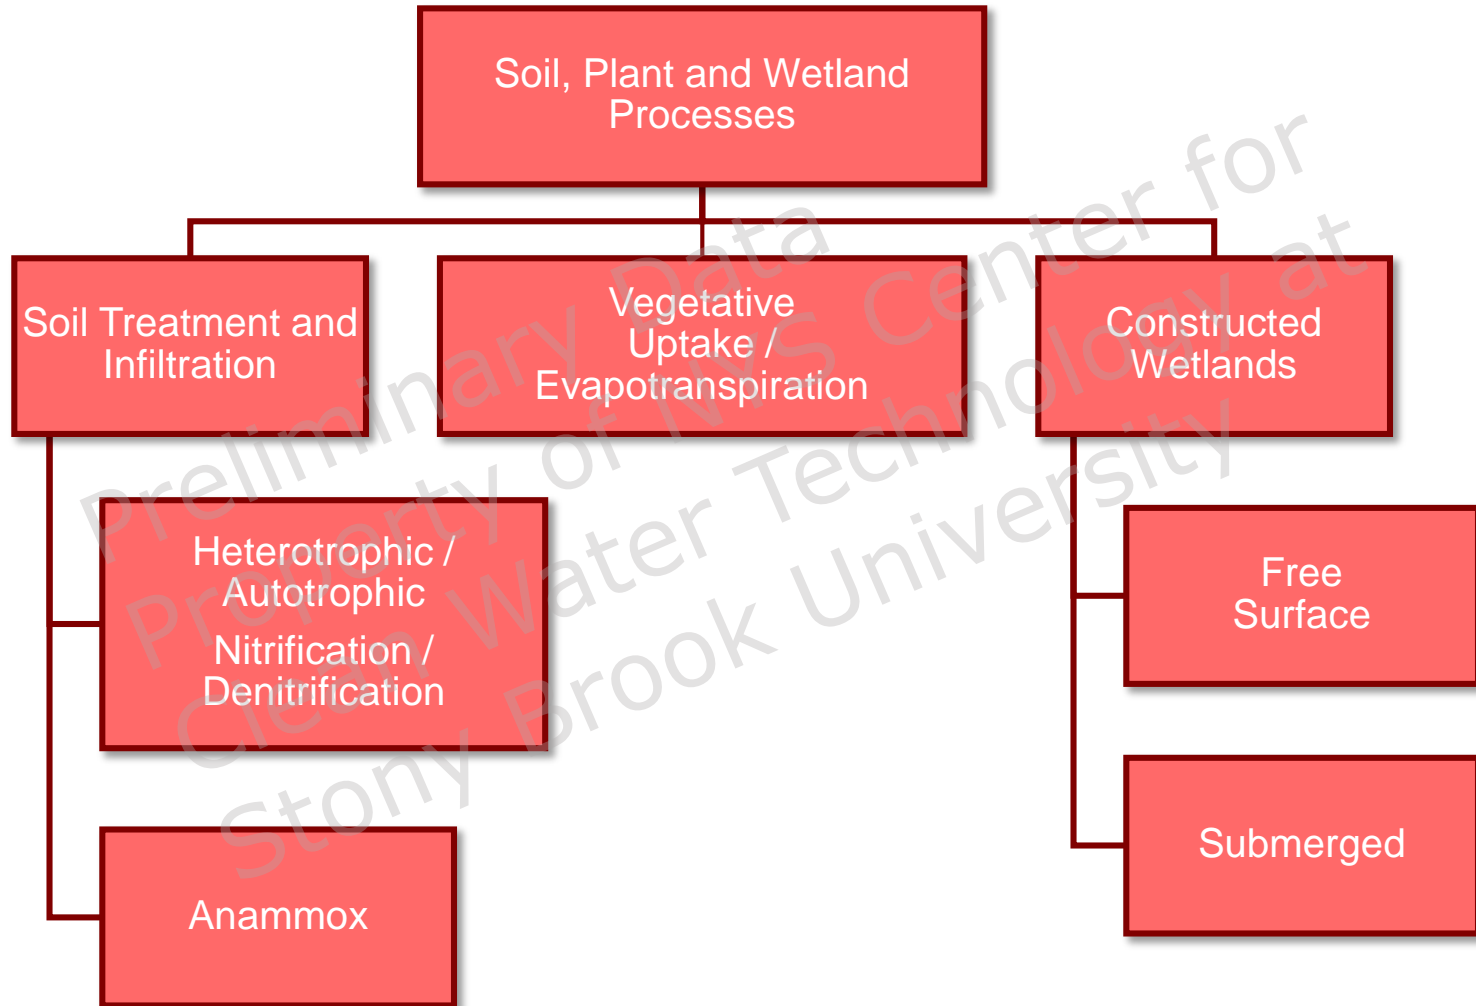 Soil, Plant and Wetland
Processes
Soil Treatment and
Infiltration
Vegetative
Uptake /
Evapotranspiration
Constructed
Wetlands
Heterotrophic /
Autotrophic
Nitrification /
Denitrification
Anammox
Free
Surface
Submerged
Preliminary Data
Proporty of NYS Center for
Clean Water Technology at
Stony Brook University